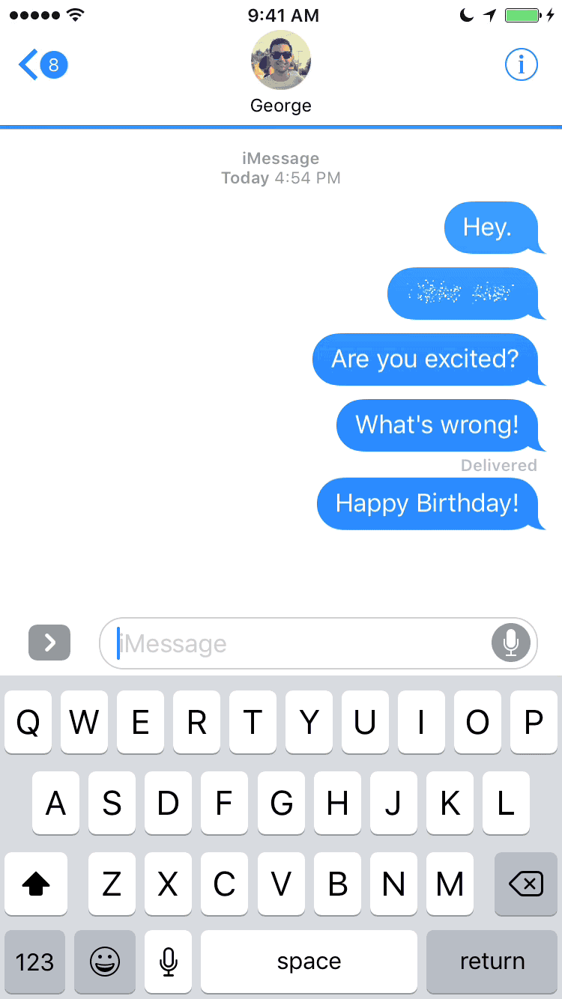 9:41 AM
8
George
iMessage
Today 4:54 PM
Hey.
Are you excited?
What's wrong!
Delivered
Happy Birthday!
iMessage
Q W E R T Y U I O P
A S D F G H J K L
Z X C V B N M
123 space return